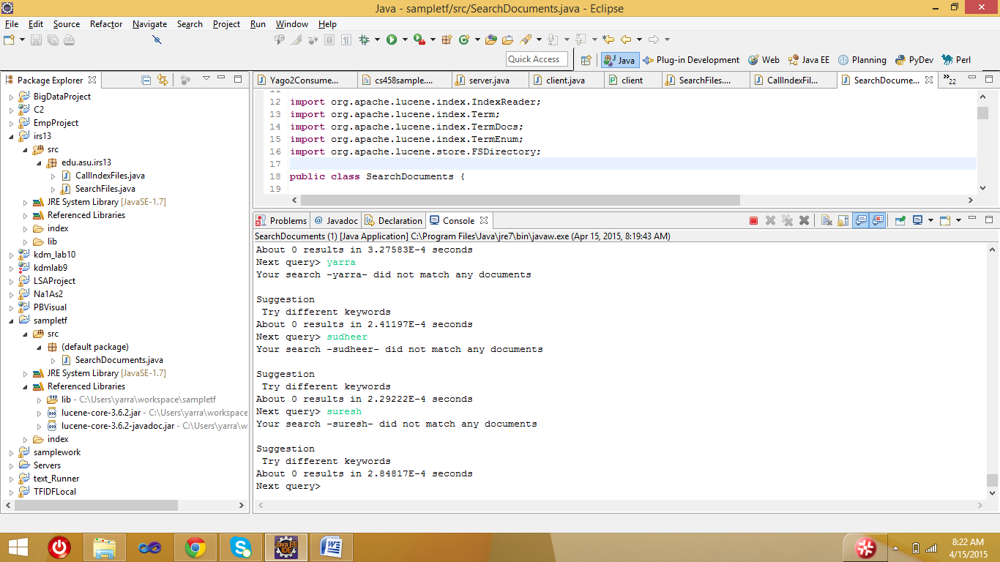 Java - sampletf/src/SearchDocuments.java - Eclipse
File Edit Source Refactor Navigate Search Project Run Window Help
Quick Access
Java Plug-in Development Web Java EE Planning PyDev Perl
Package Explorer
BigDataProject
C2
EmpProject
irs13
src
edu.asu.irs13
CallIndexFiles.java
SearchFiles.java
JRE System Library [JavaSE-1.7]
Referenced Libraries
index
lib
kdm_lab10
kdmlab9
LSAProject
Na1As2
PBVisual
sampletf
src
(default package)
SearchDocuments.java
JRE System Library [JavaSE-1.7]
Referenced Libraries
lib - C:\Users\yarra\workspace\sampletf
lucene-core-3.6.2.jar - C:\Users\yarra\workspace
lucene-core-3.6.2-javadoc.jar - C:\Users\yarra\w
index
samplework
Servers
text_Runner
TFIDFLocal
Yago2Consume... cs458sample.... server.java client.java client SearchFiles.... CallIndexFil... SearchDocume... 22
11
12 import org.apache.lucene.index.IndexReader;
13 import org.apache.lucene.index.Term;
14 import org.apache.lucene.index.TermDocs;
15 import org.apache.lucene.index.TermEnum;
16 import org.apache.lucene.store.FSDirectory;
17
18 public class SearchDocuments {
19
Problems Javadoc Declaration Console
SearchDocuments (1) [Java Application] C:\Program Files\Java\jre7\bin\javaw.exe (Apr 15, 2015, 8:19:43 AM)
About 0 results in 3.27583E-4 seconds
Next query> yarra
Your search -yarra- did not match any documents
Suggestion
Try different keywords
About 0 results in 2.41197E-4 seconds
Next query> sudheer
Your search -sudheer- did not match any documents
Suggestion
Try different keywords
About 0 results in 2.29222E-4 seconds
Next query> suresh
Your search -suresh- did not match any documents
Suggestion
Try different keywords
About 0 results in 2.84817E-4 seconds
Next query>
Java EE
IDE
8:22 AM
4/15/2015